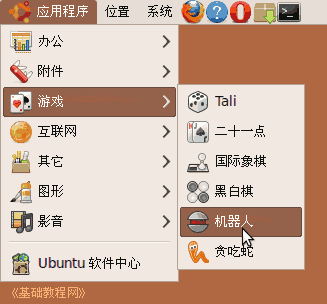 应用程序 位置 系统
办公
附件
游戏
互联网
其它
图形
影音
Ubuntu 软件中心
Tali
二十一点
国际象棋
黑白棋
机器人
贪吃蛇
《基础教程网》